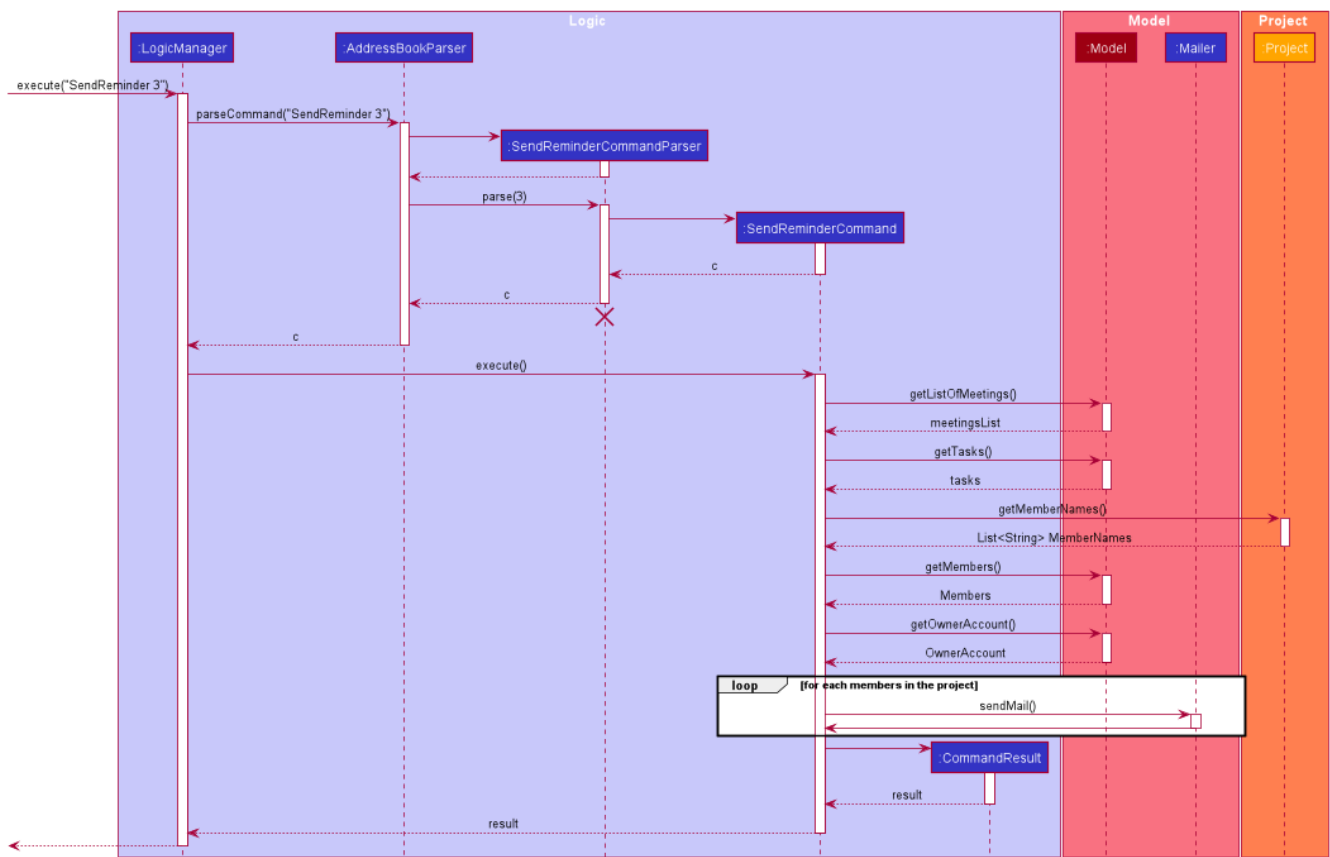 Logic
Model
Project
:LogicManager
:AddressBookParser
:Model
:Mailer
:Project
execute("SendReminder 3")
parseCommand("SendReminder 3")
:SendReminderCommandParser
parse(3)
:SendReminderCommand
c
c
c
execute()
getListOfMeetings()
meetingsList
getTasks()
tasks
getMemberNames()
List<String> MemberNames
getMembers()
Members
getOwnerAccount()
OwnerAccount
loop [for each members in the project]
sendMail()
:CommandResult
result
result